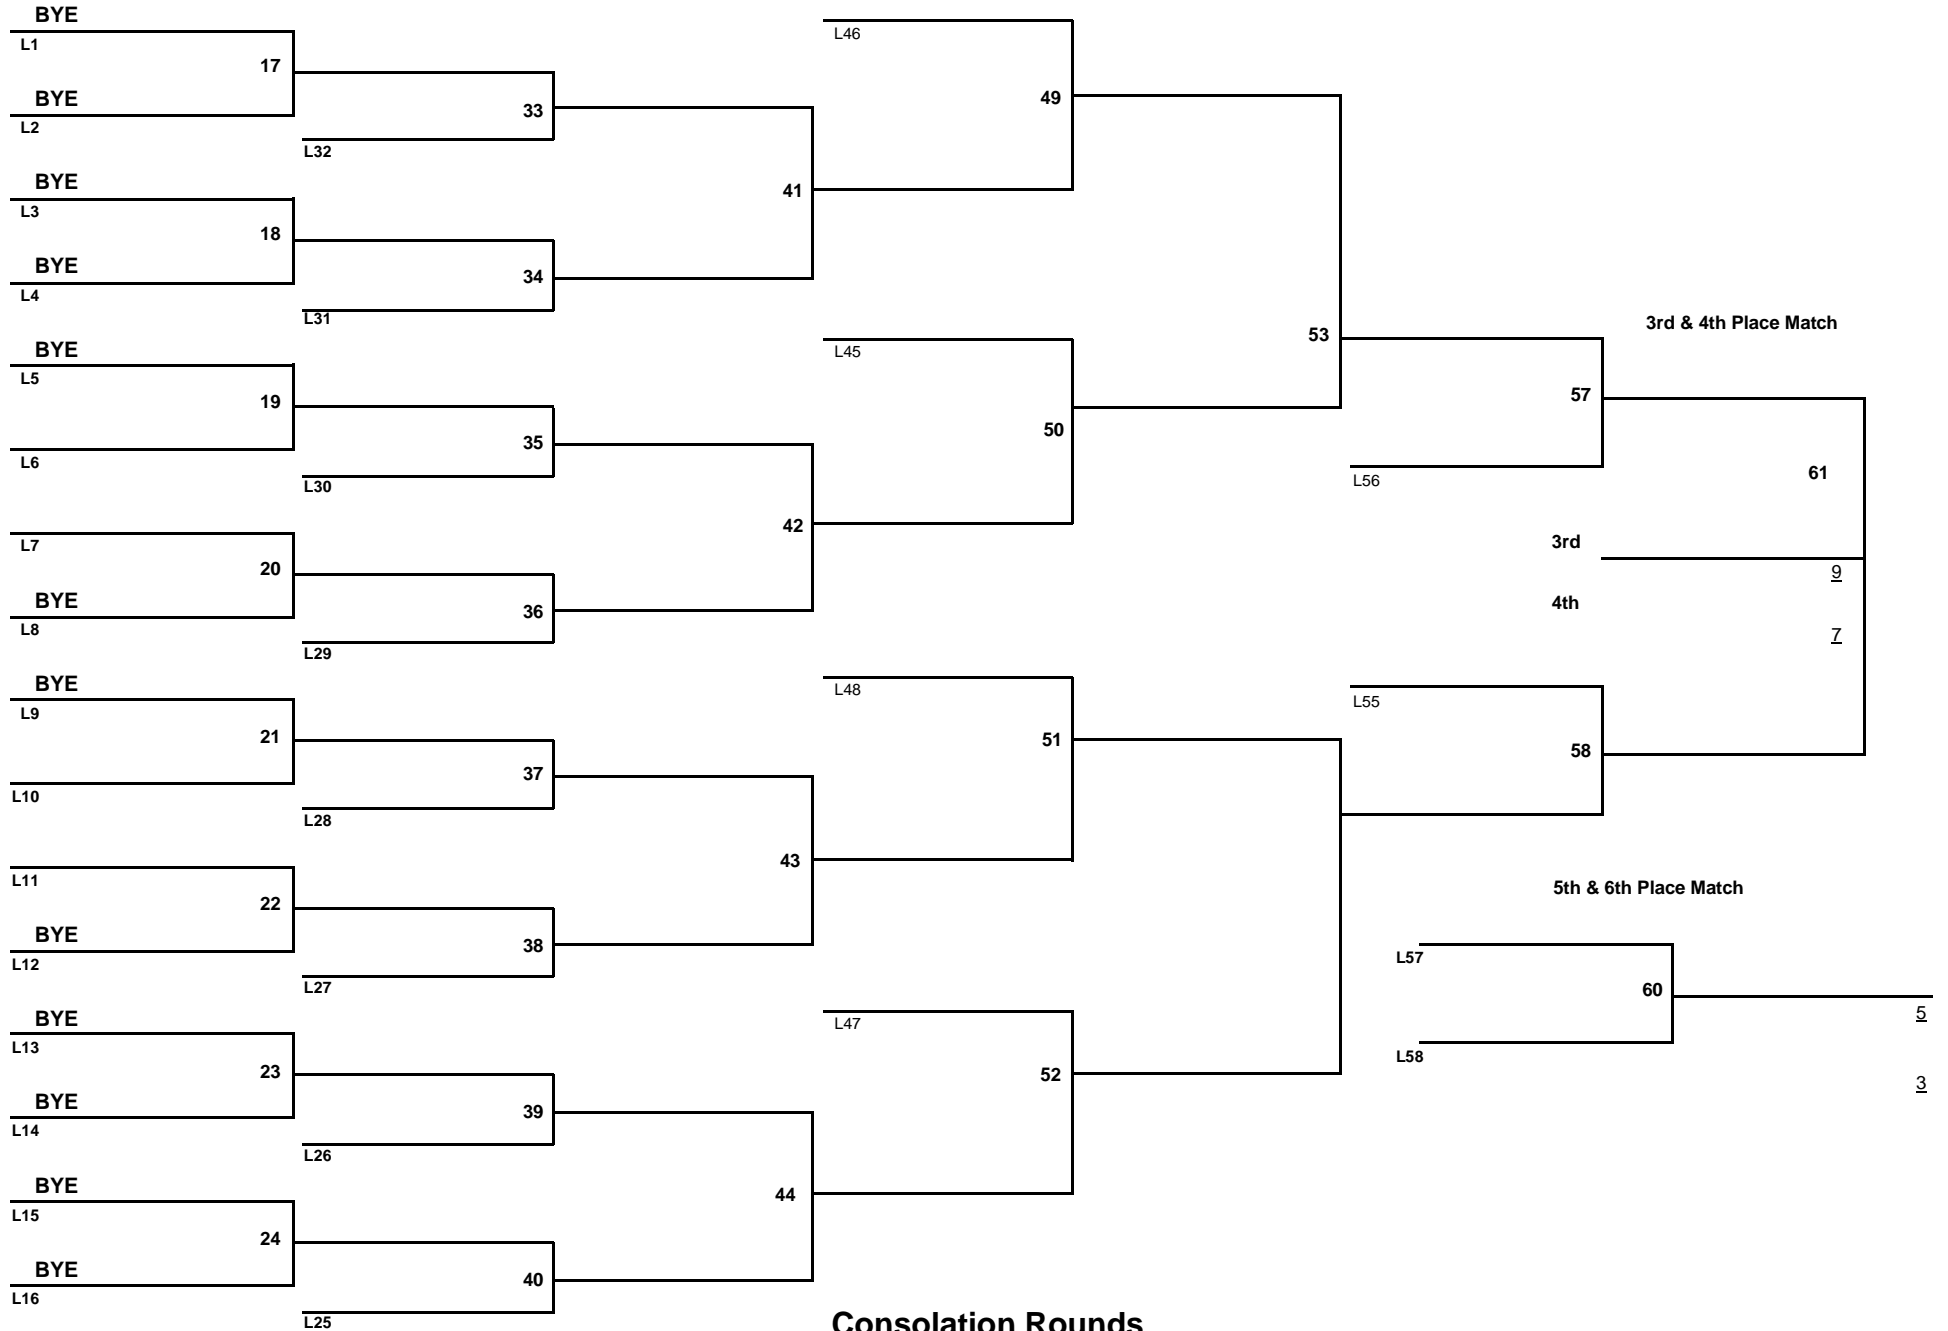 BYE
L1
17
BYE
L2
33
L32
BYE
L3
18
BYE
L4
34
L31
41
BYE
L5
19
L6
35
L30
L7
20
BYE
L8
36
L29
42
BYE
L9
21
L10
37
L28
L11
22
BYE
L12
38
L27
43
BYE
L13
23
BYE
L14
39
L26
BYE
L15
24
BYE
L16
40
L25
44
L46
49
L45
50
53
L48
51
L47
52
3rd & 4th Place Match
57
L56
61
3rd
9
4th
7
L55
58
5th & 6th Place Match
L57
60
5
L58
3
Consolation Rounds